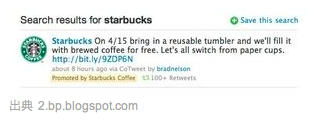 Search results for starbucks
Save this search
Starbucks On 4/15 bring in a reusable tumbler and we'll fill it
with brewed coffee for free. Let's all switch from paper cups.
http://bit.ly/9ZDP6N
about 8 hours ago via CoTweet by bradnelson
Promoted by Starbucks Coffee 100+ Retweets
出典 2.bp.blogspot.com